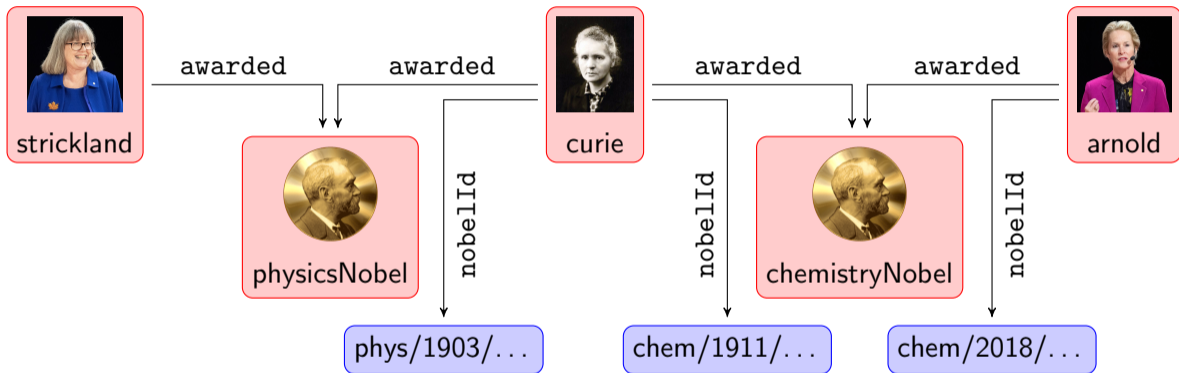 awarded awarded awarded awarded
strickland curie arnold
nobelId nobelId nobelId
physicsNobel chemistryNobel
phys/1903/... chem/1911/... chem/2018/...